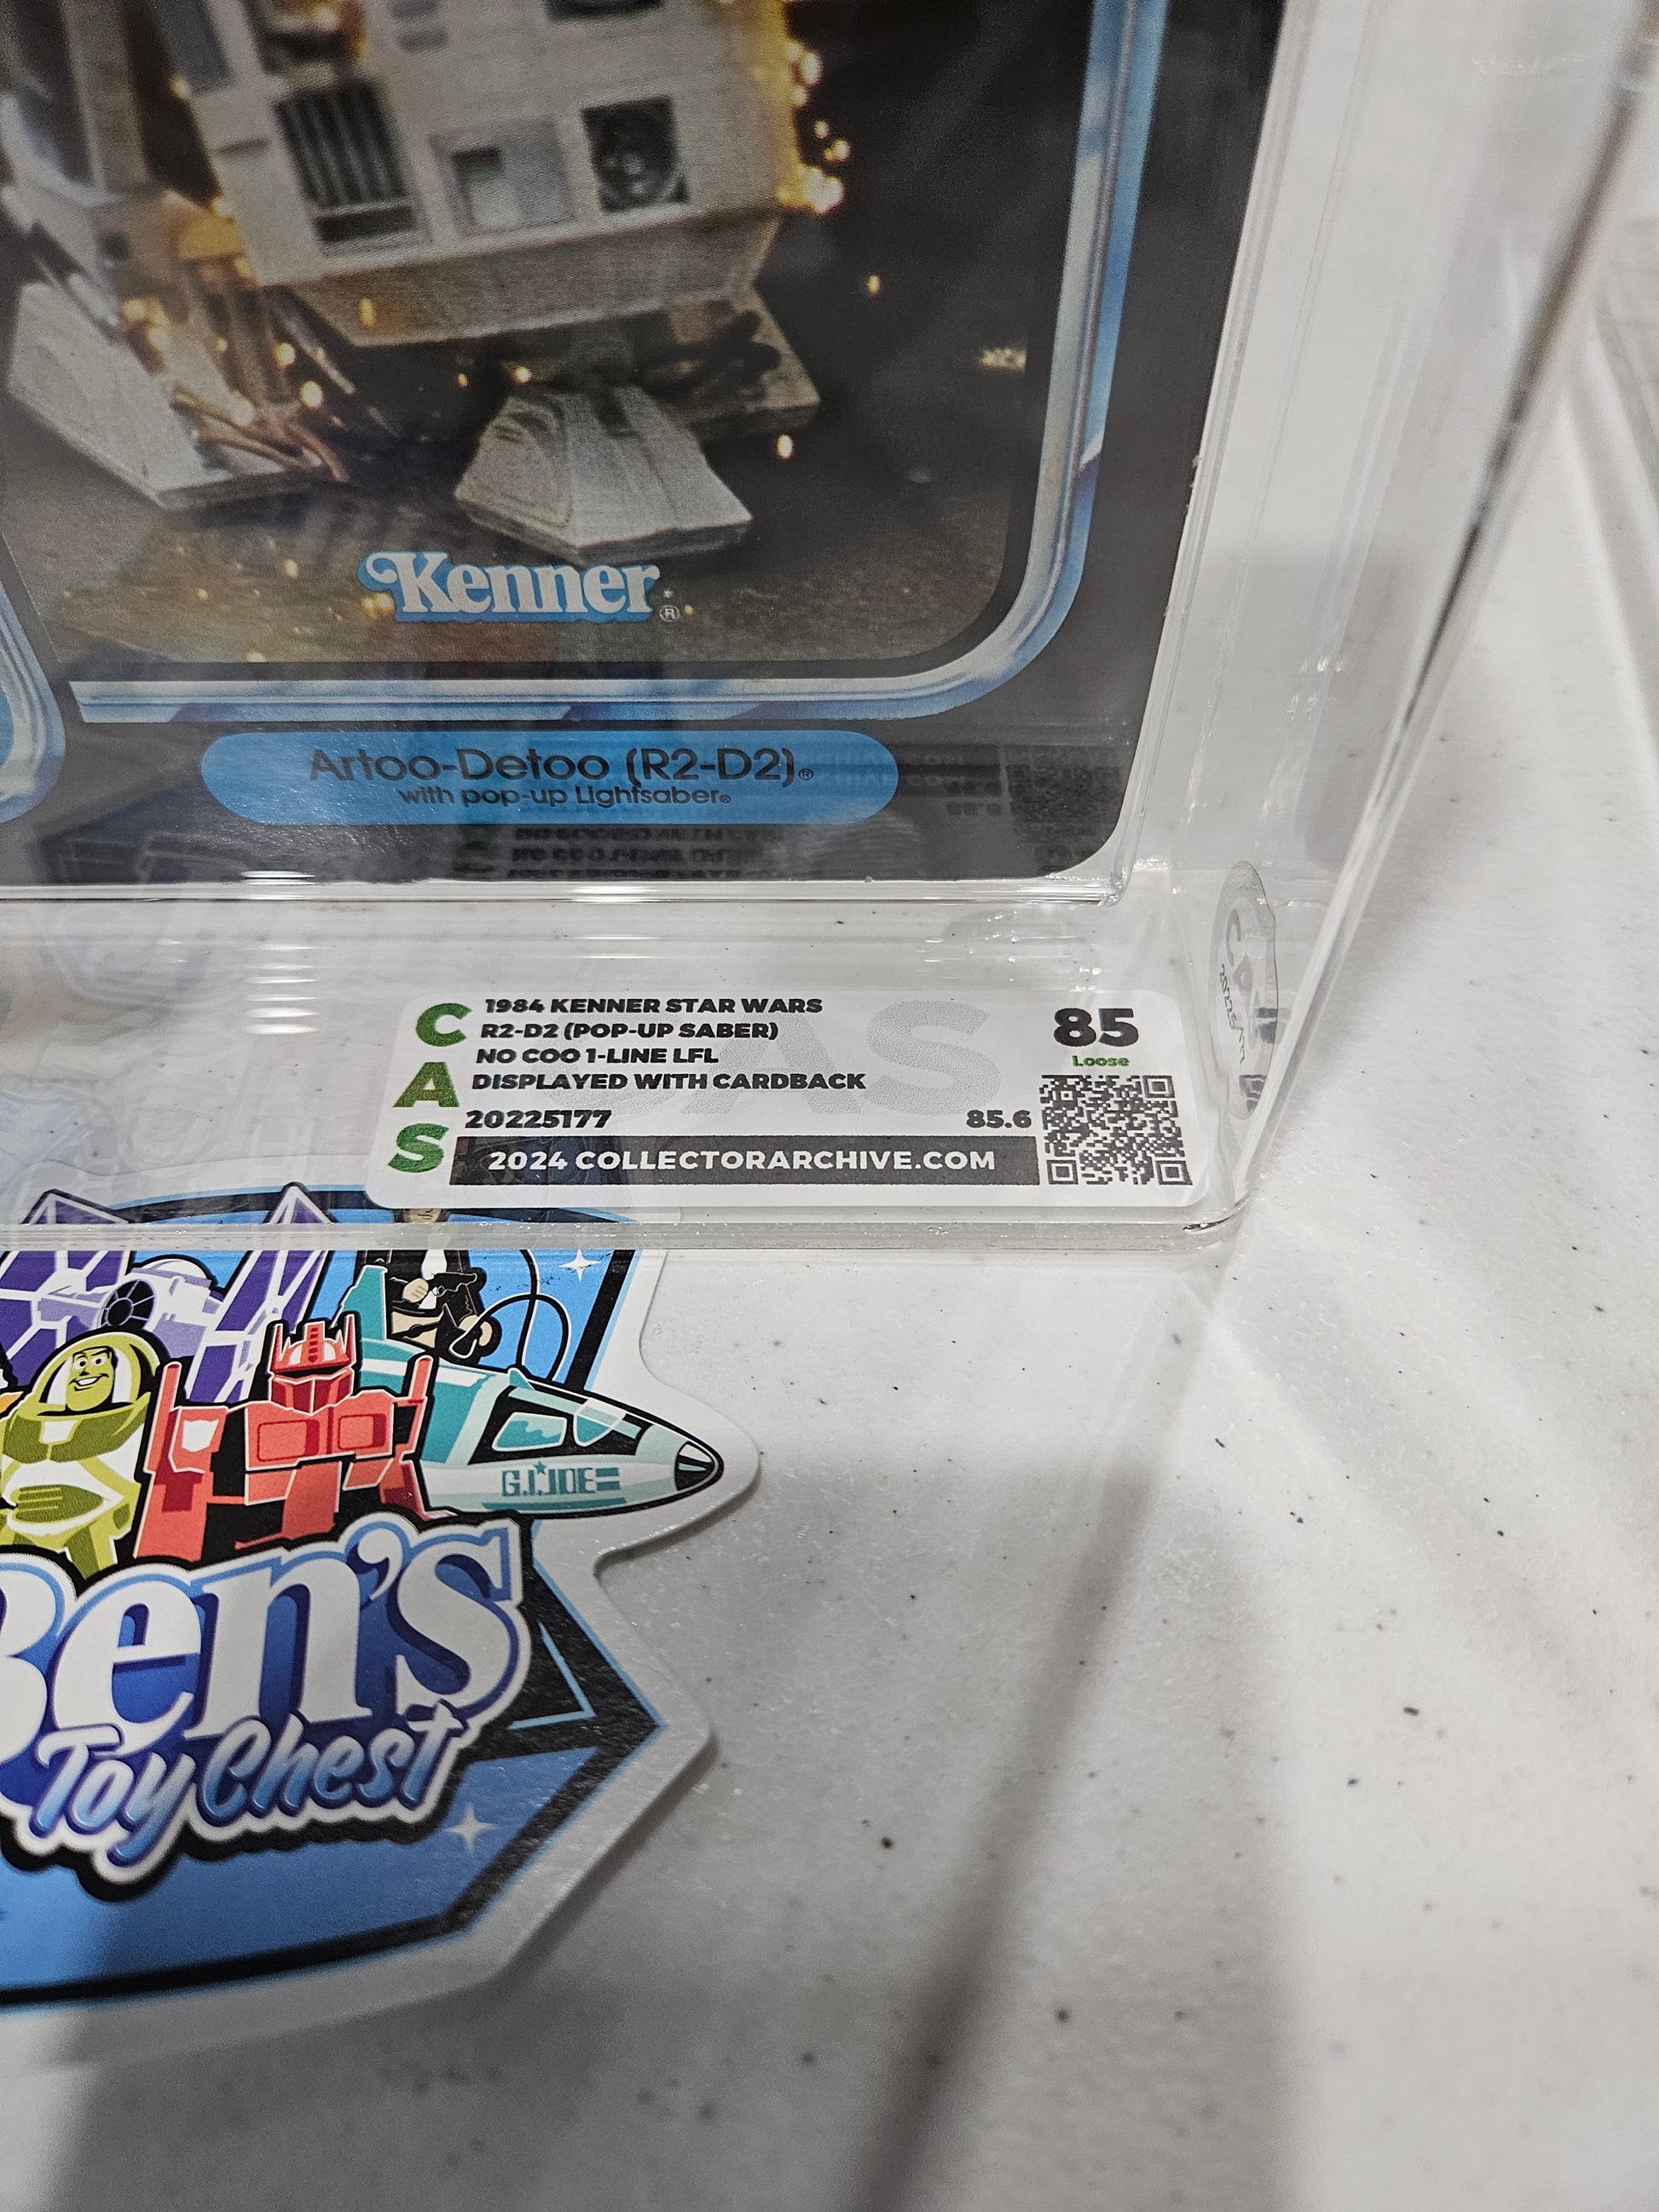 Kenner®
Artoo-Detoo (R2-D2)®
with pop-up Lightsaber®
CAS
1984 KENNER STAR WARS
R2-D2 (POP-UP SABER)
NO COO 1-LINE LFL
DISPLAYED WITH CARDBACK
20225177
85.6
2024 COLLECTORARCHIVE.COM
85
Loose
CAS
20225177
G.I.JOE
Ben's
Toy Chest